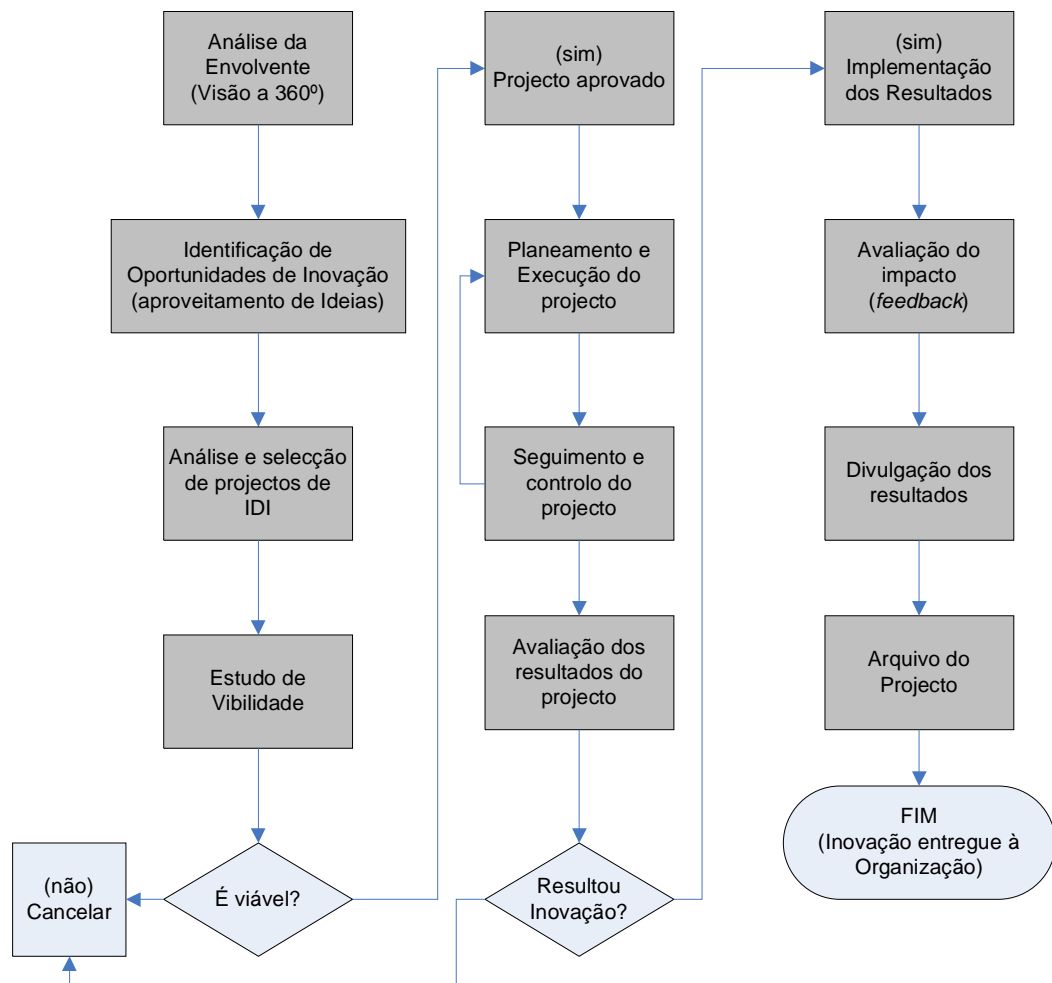 Análise da
Envolvente
(Visão a 360º)
Identificação de
Oportunidades de Inovação
(aproveitamento de Ideias)
Análise e selecção
de projectos de
IDI
Estudo de
Vibilidade
É viável?
(não)
Cancelar
(sim)
Projecto aprovado
Planeamento e
Execução do
projecto
Seguimento e
controlo do
projecto
Avaliação dos
resultados do
projecto
Resultou
Inovação?
(sim)
Implementação
dos Resultados
Avaliação do
impacto
(feedback)
Divulgação dos
resultados
Arquivo do
Projecto
FIM
(Inovação entregue à
Organização)